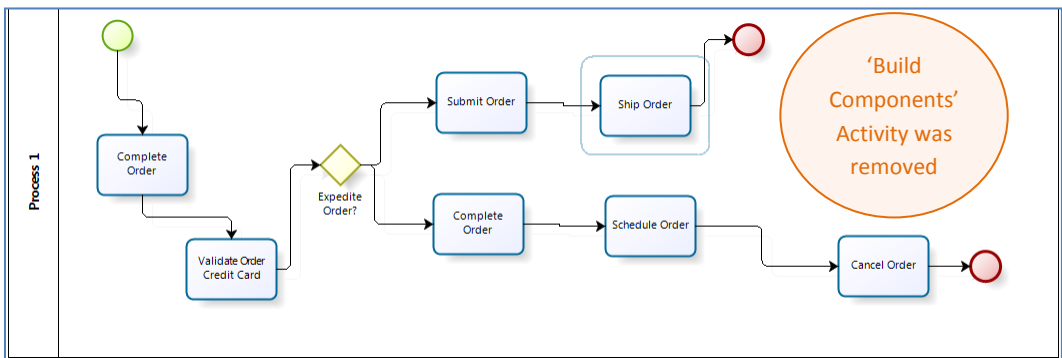 Process 1
Complete
Order
Validate Order
Credit Card
Expedite
Order?
Submit Order
Ship Order
Complete
Order
Schedule Order
Cancel Order
‘Build
Components’
Activity was
removed